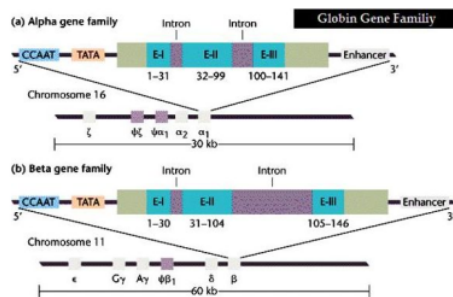 Globin Gene Familiy
(a) Alpha gene family
Intron Intron
CCAAT TATA E-I E-II E-III Enhancer
5′ 1–31 32–99 100–141 3′
Chromosome 16
ζ ψζ ψα1 α2 α1
30 kb
(b) Beta gene family
Intron Intron
CCAAT TATA E-I E-II E-III Enhancer
5′ 1–30 31–104 105–146 3′
Chromosome 11
ϵ Gγ Aγ ψβ1 δ β
60 kb